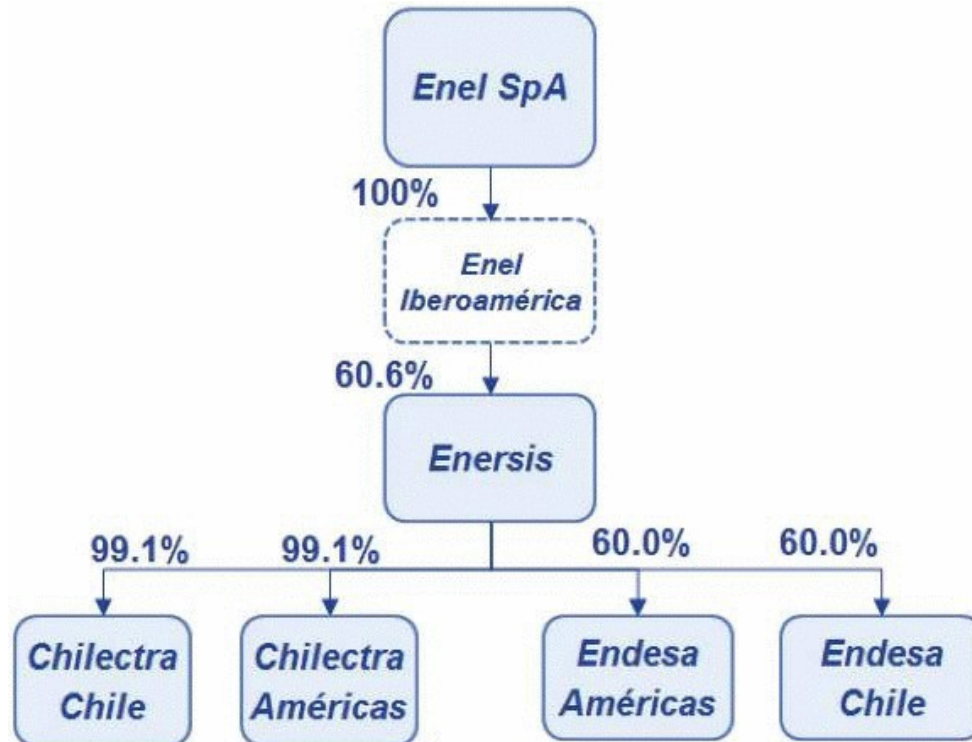 Enel SpA
100%
Enel
Iberoamérica
60.6%
Enersis
99.1% 99.1% 60.0% 60.0%
Chilectra
Chile
Chilectra
Américas
Endesa
Américas
Endesa
Chile